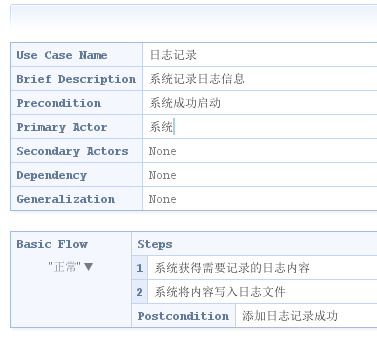 Use Case Name 日志记录
Brief Description 系统记录日志信息
Precondition 系统成功启动
Primary Actor 系统
Secondary Actors None
Dependency None
Generalization None
Basic Flow Steps
"正常" ▼
1 系统获得需要记录的日志内容
2 系统将内容写入日志文件
Postcondition 添加日志记录成功